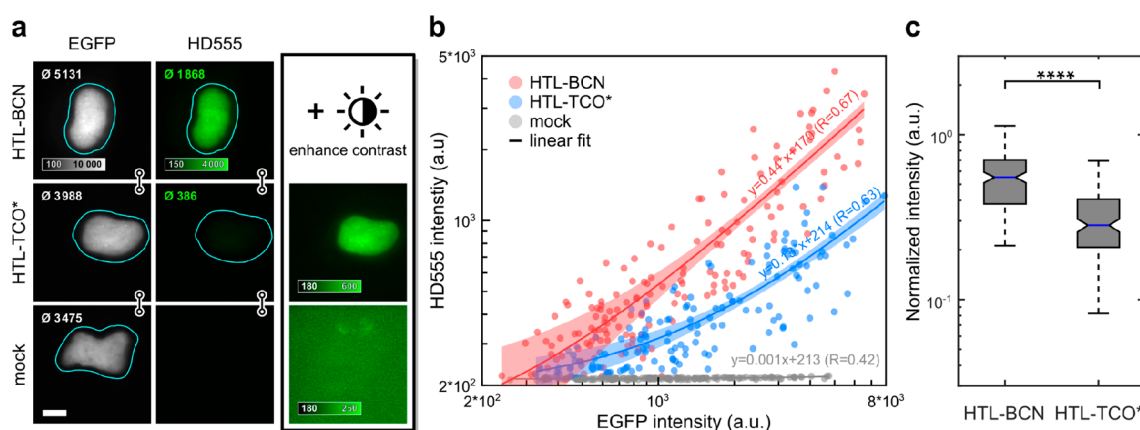 a
EGFP
HD555
HTL-BCN
Ø 5131
Ø 1868
100 10 000
150 4 000
+
enhance contrast
HTL-TCO*
Ø 3988
Ø 386
180 600
mock
Ø 3475
180 250
b
HD555 intensity (a.u)
5*10³
10³
2*10²
HTL-BCN
HTL-TCO*
mock
linear fit
y=0.44*x+170 (R=0.67)
y=0.13*x+214 (R=0.63)
y=0.001x+213 (R=0.42)
2*10²
10³
8*10³
EGFP intensity (a.u.)
c
Normalized intensity (a.u.)
****
10⁰
10⁻¹
HTL-BCN
HTL-TCO*